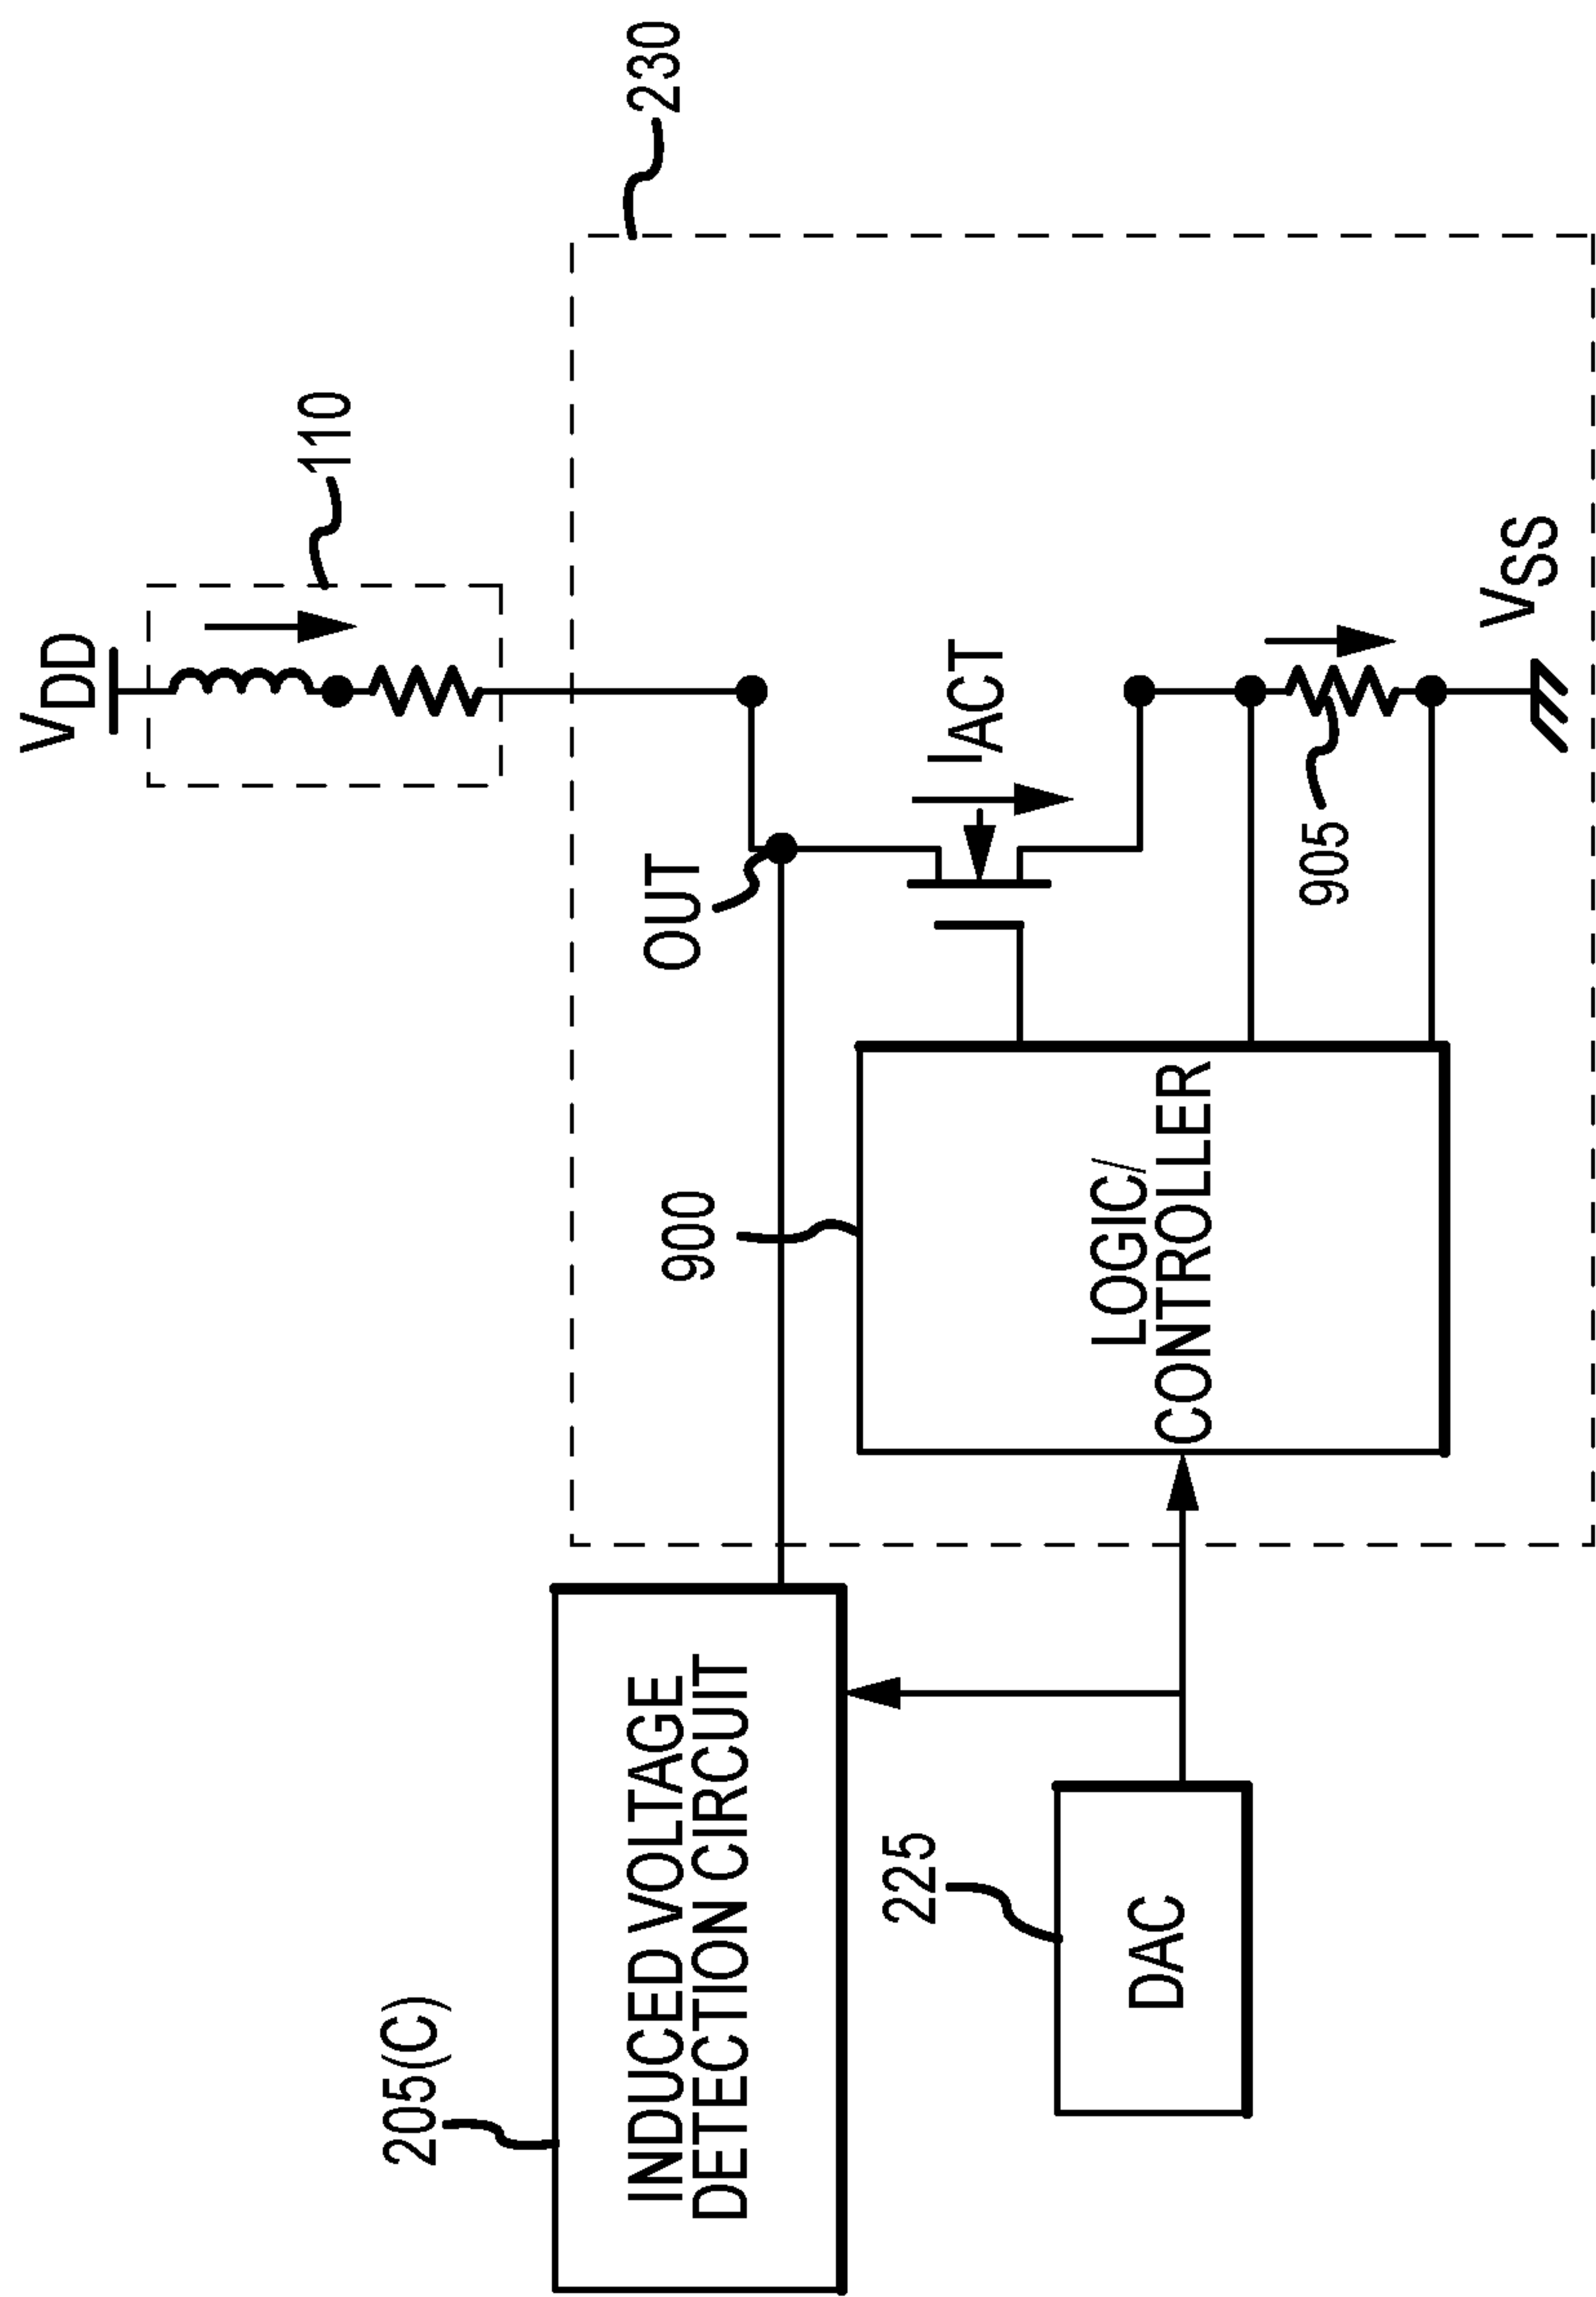 VDD
110
230
205(C)
INDUCED VOLTAGE
DETECTION CIRCUIT
OUT
900
IACT
225
DAC
LOGIC/
CONTROLLER
905
VSS